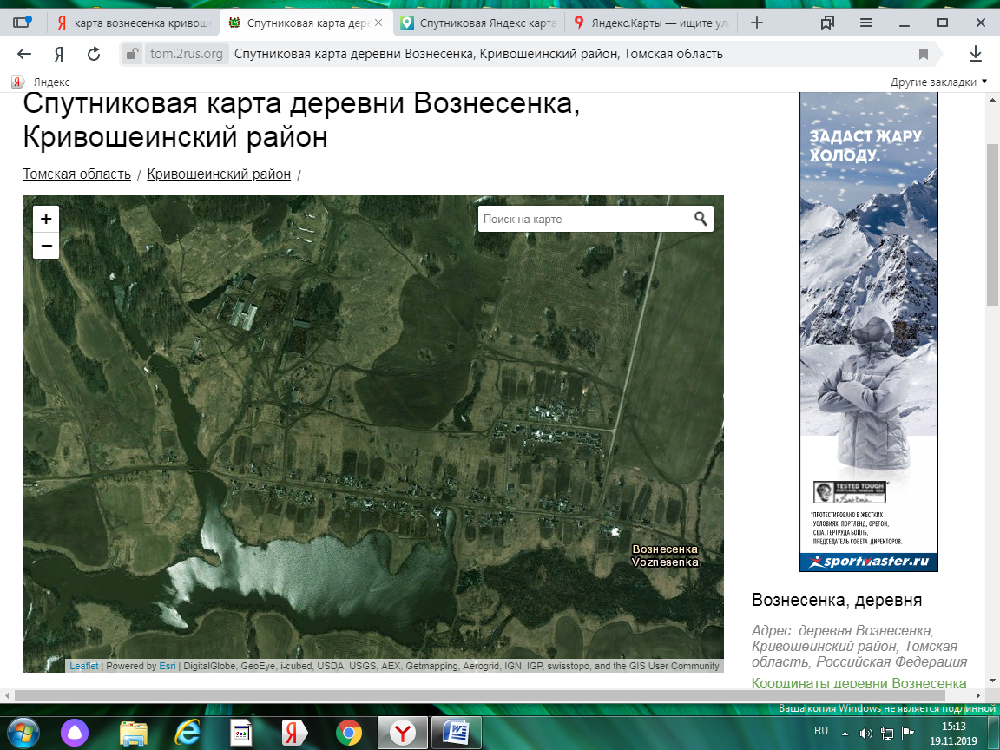 карта вознесенка кривоше
Спутниковая карта дере
Спутниковая Яндекс карта
Яндекс.Карты — ищите ул
tom.2rus.org
Спутниковая карта деревни Вознесенка, Кривошеинский район, Томская область
Яндекс
Другие закладки
Спутниковая карта деревни Вознесенка,
Кривошеинский район
Томская область / Кривошеинский район /
+
−
Поиск на карте
Вознесенка
Voznesenka
Leaflet | Powered by Esri | DigitalGlobe, GeoEye, i-cubed, USDA, USGS, AEX, Getmapping, Aerogrid, IGN, IGP, swisstopo, and the GIS User Community
ЗАДАСТ ЖАРУ
ХОЛОДУ.
TESTED TOUGH
*ПРОТЕСТИРОВАНО В ЖЕСТКИХ
УСЛОВИЯХ. ПОРТЛЕНД, ОРЕГОН,
США. ГЕРТРУДА БОЙЛЬ,
ПРЕДСЕДАТЕЛЬ СОВЕТА ДИРЕКТОРОВ.
sportмaster.ru
Вознесенка, деревня
Адрес: деревня Вознесенка,
Кривошеинский район, Томская
область, Российская Федерация
Координаты деревни Вознесенка
Ваша копия Windows не является подлинной
RU
15:13
19.11.2019